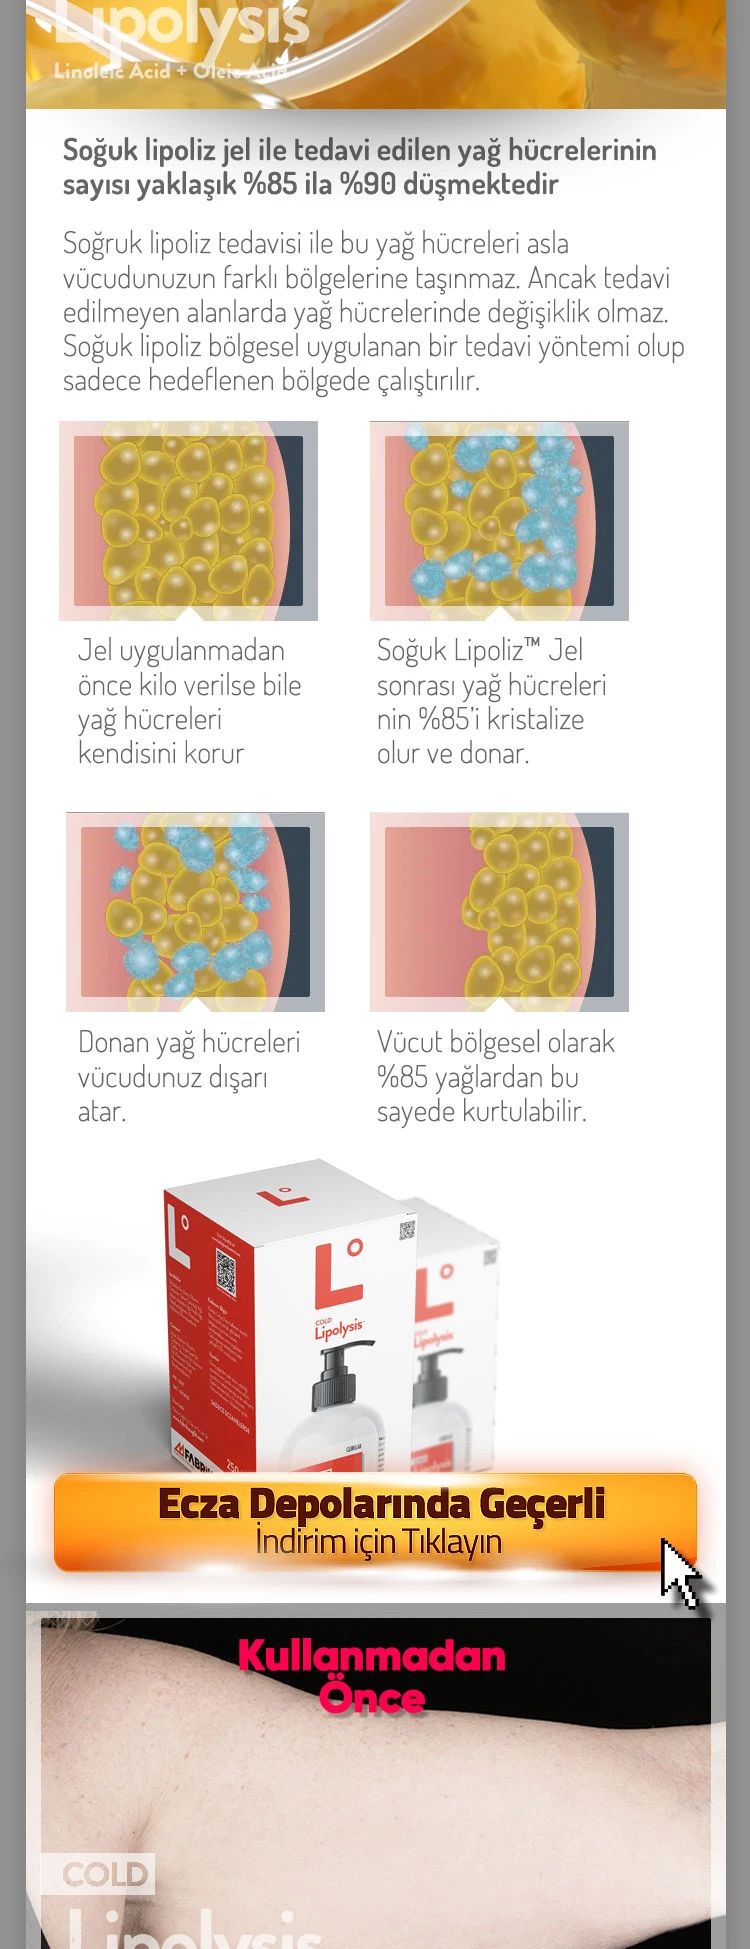 Lipolysis
Linoleic Acid + Oleic Acid
Soğuk lipoliz jel ile tedavi edilen yağ hücrelerinin
sayısı yaklaşık %85 ila %90 düşmektedir
Soğruk lipoliz tedavisi ile bu yağ hücreleri asla
vücudunuzun farklı bölgelerine taşınmaz. Ancak tedavi
edilmeyen alanlarda yağ hücrelerinde değişiklik olmaz.
Soğuk lipoliz bölgesel uygulanan bir tedavi yöntemi olup
sadece hedeflenen bölgede çalıştırılır.
Jel uygulanmadan
önce kilo verilse bile
yağ hücreleri
kendisini korur
Soğuk Lipoliz™ Jel
sonrası yağ hücreleri
nin %85'i kristalize
olur ve donar.
Donan yağ hücreleri
vücudunuz dışarı
atar.
Vücut bölgesel olarak
%85 yağlardan bu
sayede kurtulabilir.
L°
L°
L°
COLD
Lipolysis
L°
Lipolysis
Ecza Depolarında Geçerli
İndirim için Tıklayın
Kullanmadan
Önce
COLD
Lipolysis